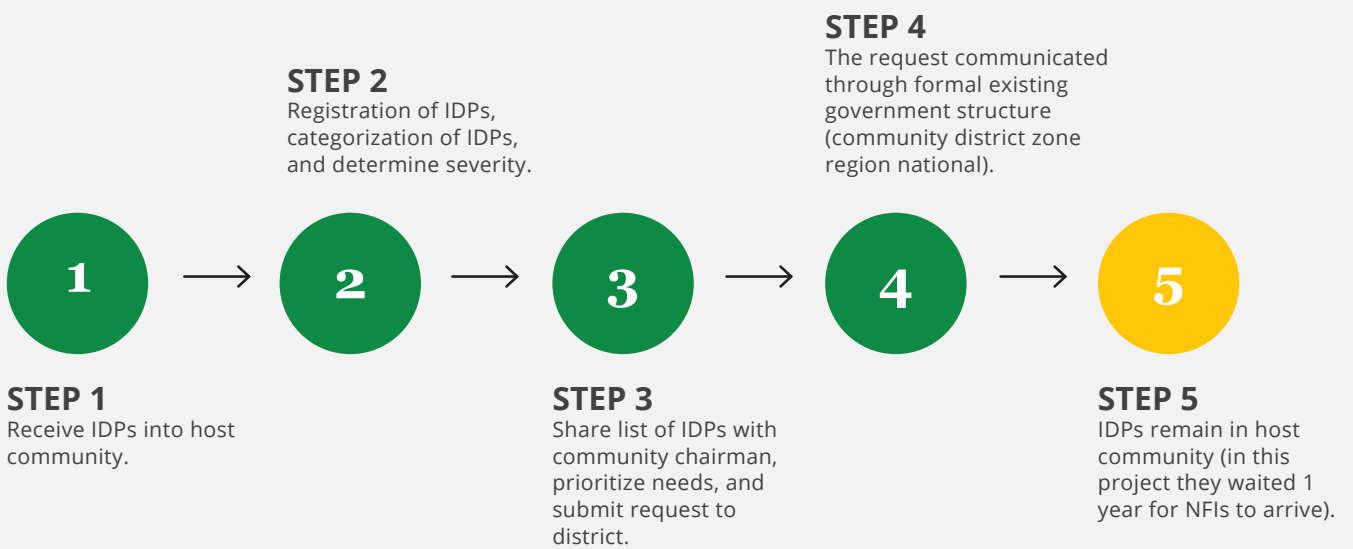 1
STEP 1
Receive IDPs into host
community.
2
STEP 2
Registration of IDPs,
categorization of IDPs,
and determine severity.
3
STEP 3
Share list of IDPs with
community chairman,
prioritize needs, and
submit request to
district.
4
STEP 4
The request communicated
through formal existing
government structure
(community district zone
region national).
5
STEP 5
IDPs remain in host
community (in this
project they waited 1
year for NFIs to arrive).